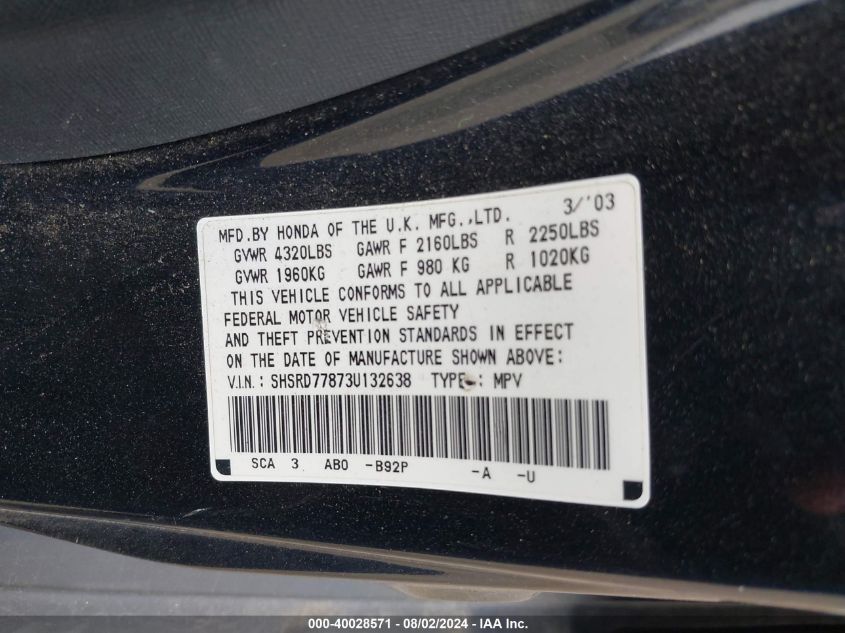 MFD.BY HONDA OF THE U.K. MFG.,LTD. 3/'03
GVWR 4320LBS GAWR F 2160LBS R 2250LBS
GVWR 1960KG GAWR F 980 KG R 1020KG
THIS VEHICLE CONFORMS TO ALL APPLICABLE
FEDERAL MOTOR VEHICLE SAFETY
AND THEFT PREVENTION STANDARDS IN EFFECT
ON THE DATE OF MANUFACTURE SHOWN ABOVE:
V.I.N.: SHSRD77873U132638 TYPE : MPV
SCA 3 AB0 -B92P -A -U
000-40028571 - 08/02/2024 - IAA Inc.